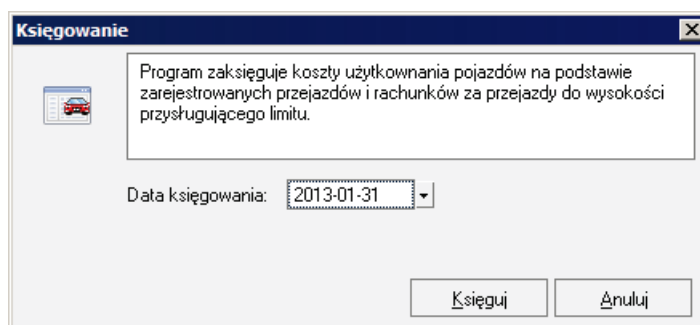 Księgowanie
Program zaksięguje koszty użytkownania pojazdów na podstawie
zarejestrowanych przejazdów i rachunków za przejazdy do wysokości
przysługującego limitu.
Data księgowania: 2013-01-31
Księguj Anuluj